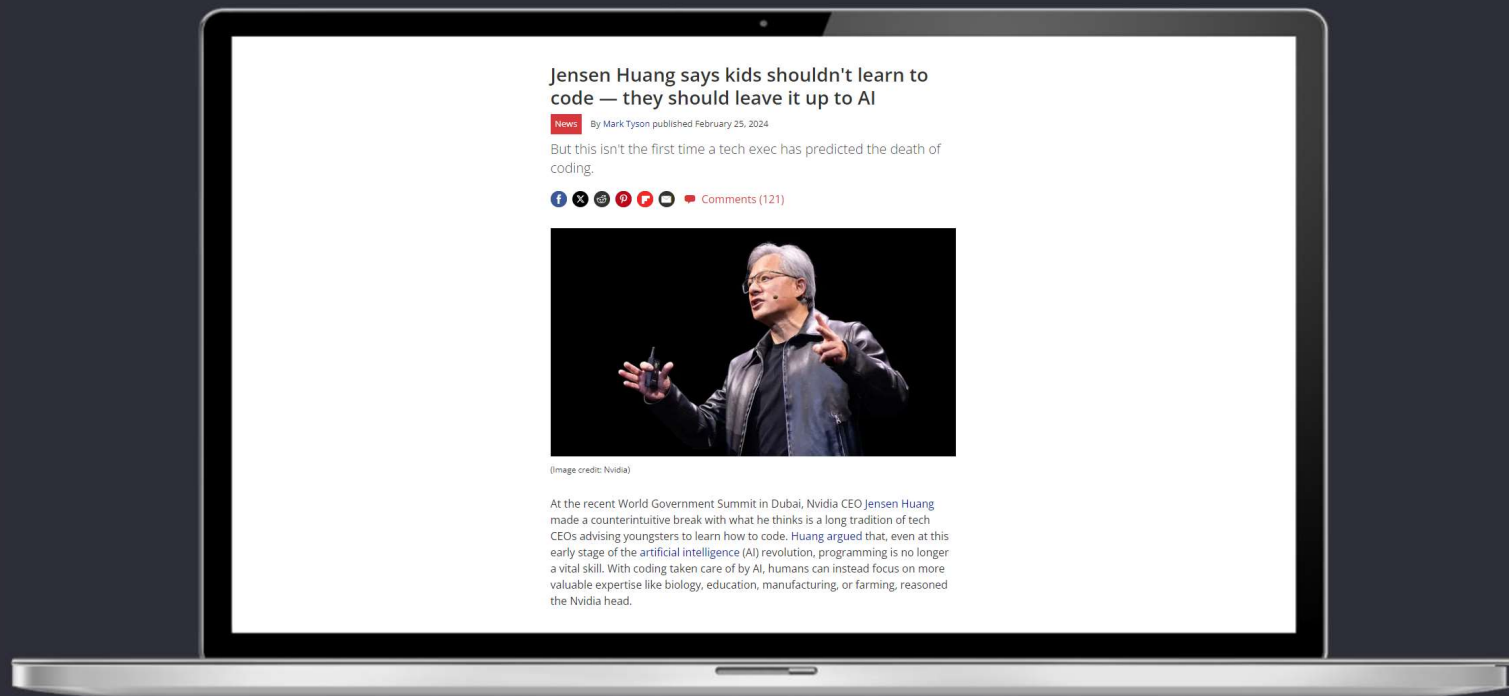 Jensen Huang says kids shouldn't learn to
code — they should leave it up to AI
News By Mark Tyson published February 25, 2024
But this isn't the first time a tech exec has predicted the death of
coding.
Comments (121)
(Image credit: Nvidia)
At the recent World Government Summit in Dubai, Nvidia CEO Jensen Huang
made a counterintuitive break with what he thinks is a long tradition of tech
CEOs advising youngsters to learn how to code. Huang argued that, even at this
early stage of the artificial intelligence (AI) revolution, programming is no longer
a vital skill. With coding taken care of by AI, humans can instead focus on more
valuable expertise like biology, education, manufacturing, or farming, reasoned
the Nvidia head.